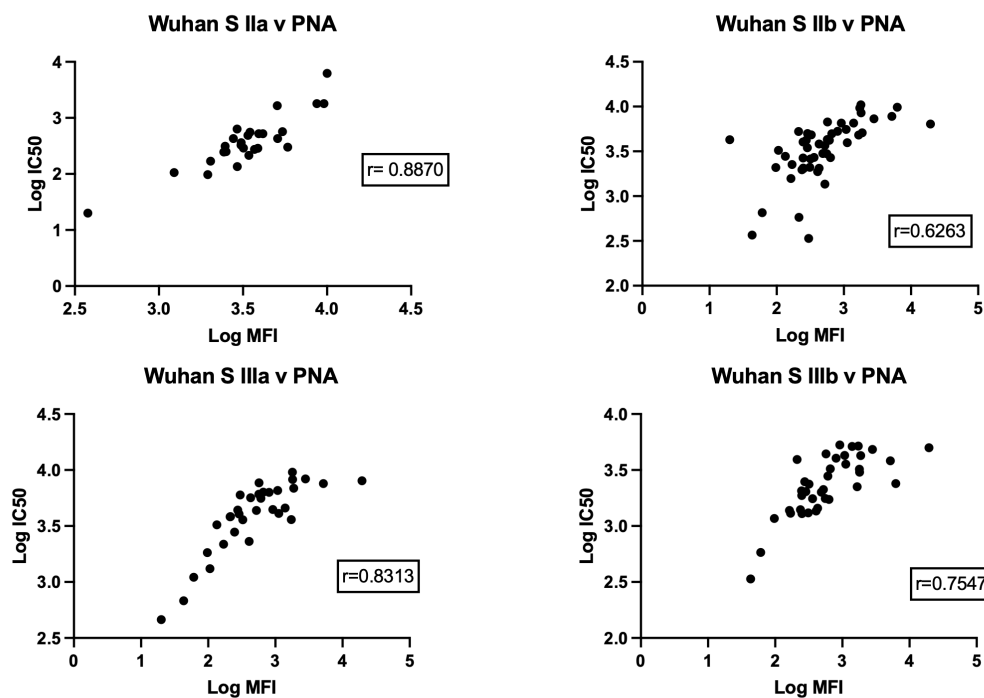 Wuhan S IIa v PNA
Log IC50
4
3
2
1
0
2.5
3.0
3.5
4.0
4.5
Log MFI
r= 0.8870
Wuhan S IIb v PNA
Log IC50
4.5
4.0
3.5
3.0
2.5
2.0
0
1
2
3
4
5
Log MFI
r=0.6263
Wuhan S IIIa v PNA
Log IC50
4.5
4.0
3.5
3.0
2.5
0
1
2
3
4
5
Log MFI
r=0.8313
Wuhan S IIIb v PNA
Log IC50
4.0
3.5
3.0
2.5
2.0
0
1
2
3
4
5
Log MFI
r=0.7547